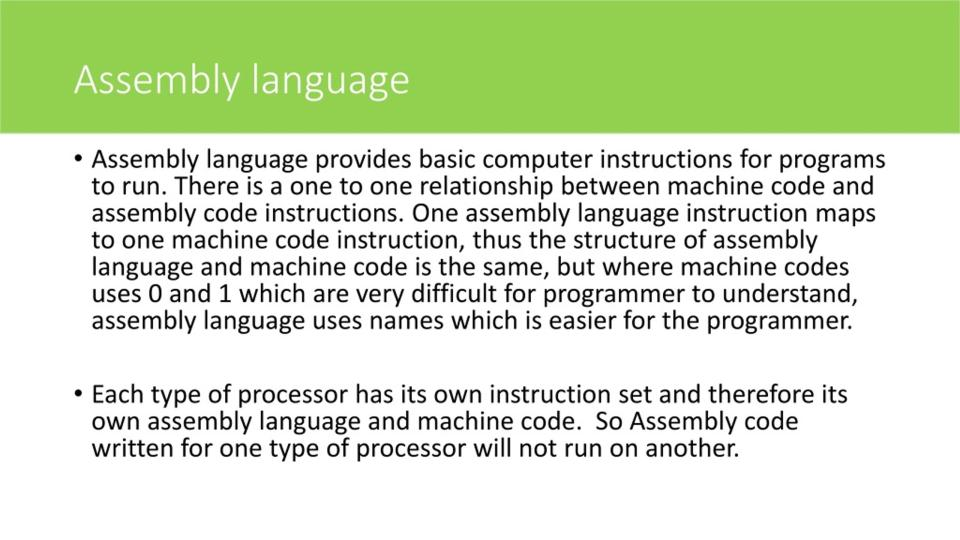 Assembly language
• Assembly language provides basic computer instructions for programs
to run. There is a one to one relationship between machine code and
assembly code instructions. One assembly language instruction maps
to one machine code instruction, thus the structure of assembly
language and machine code is the same, but where machine codes
uses 0 and 1 which are very difficult for programmer to understand,
assembly language uses names which is easier for the programmer.
• Each type of processor has its own instruction set and therefore its
own assembly language and machine code.  So Assembly code
written for one type of processor will not run on another.